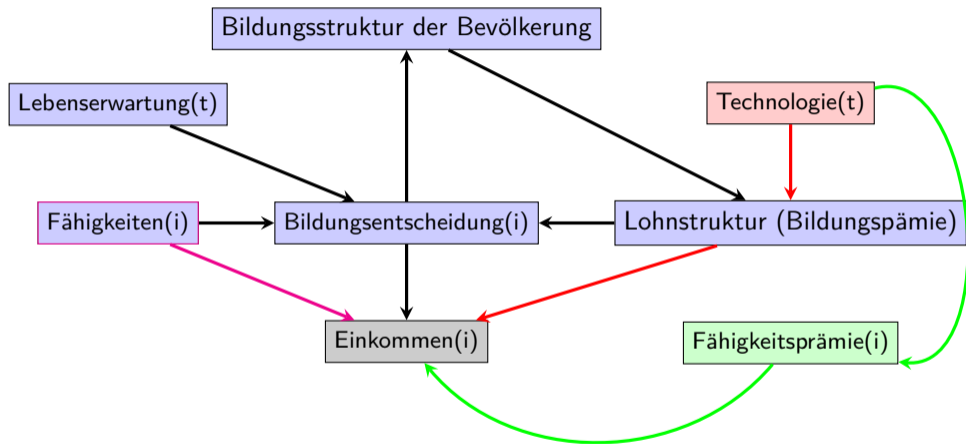 Bildungsstruktur der Bevölkerung
Lebenserwartung(t)
Technologie(t)
Fähigkeiten(i)
Bildungsentscheidung(i)
Lohnstruktur (Bildungspämie)
Einkommen(i)
Fähigkeitsprämie(i)